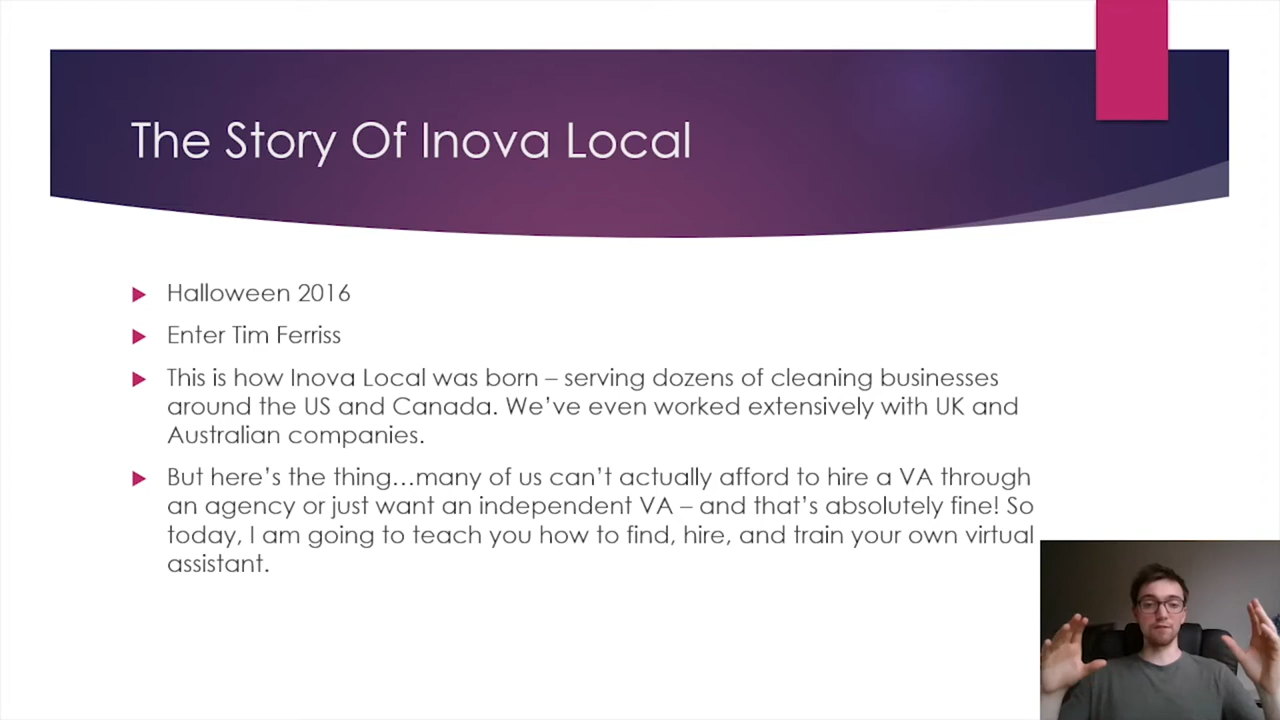 The Story Of Inova Local
Halloween 2016
Enter Tim Ferriss
This is how Inova Local was born – serving dozens of cleaning businesses
around the US and Canada. We’ve even worked extensively with UK and
Australian companies.
But here’s the thing…many of us can’t actually afford to hire a VA through
an agency or just want an independent VA – and that’s absolutely fine! So
today, I am going to teach you how to find, hire, and train your own virtual
assistant.